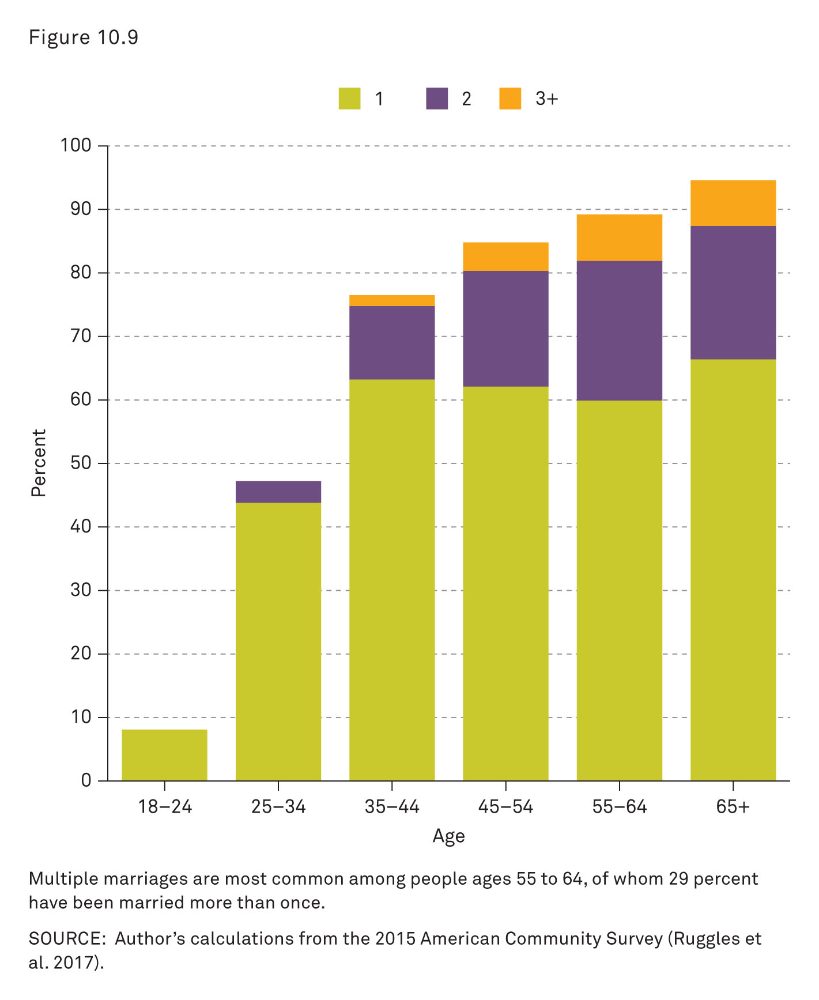 Figure 10.9
1 2 3+
100
90
80
70
60
50
40
30
20
10
0
Percent
18–24 25–34 35–44 45–54 55–64 65+
Age
Multiple marriages are most common among people ages 55 to 64, of whom 29 percent
have been married more than once.
SOURCE: Author’s calculations from the 2015 American Community Survey (Ruggles et
al. 2017).